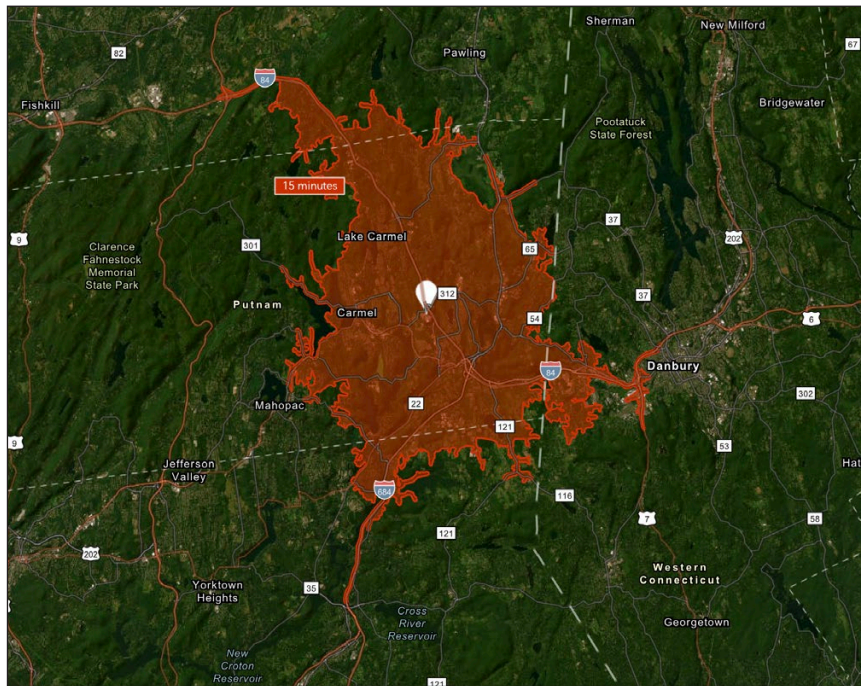 Sherman
New Milford
82
Pawling
67
84
Fishkill
Bridgewater
Pootatuck
State Forest
15 minutes
37
Lake Carmel
9
202
Clarence
Fahnestock
Memorial
State Park
301
65
312
37
Putnam
Carmel
54
6
84
Danbury
302
Mahopac
22
121
9
53
Jefferson
Valley
Hat
684
116
7
58
121
202
Western
Connecticut
Yorktown
Heights
35
Cross
River
Reservoir
Georgetown
New
Croton
Reservoir
121